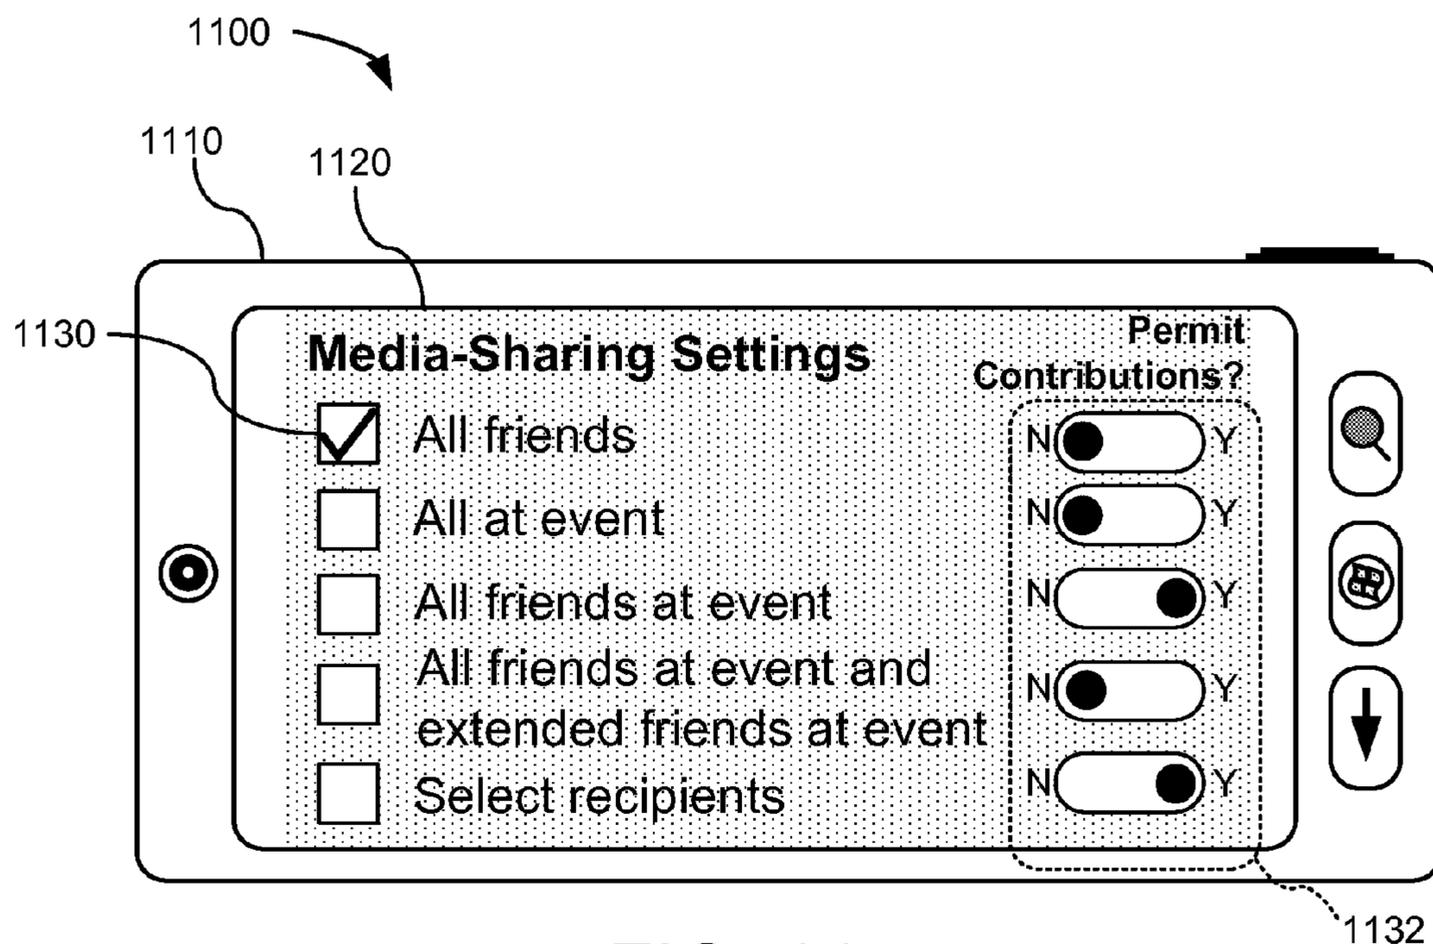 1100
1110
1120
1130
Media-Sharing Settings
Permit
Contributions?
All friends
N Y
All at event
N Y
All friends at event
N Y
All friends at event and
extended friends at event
N Y
Select recipients
N Y
1132